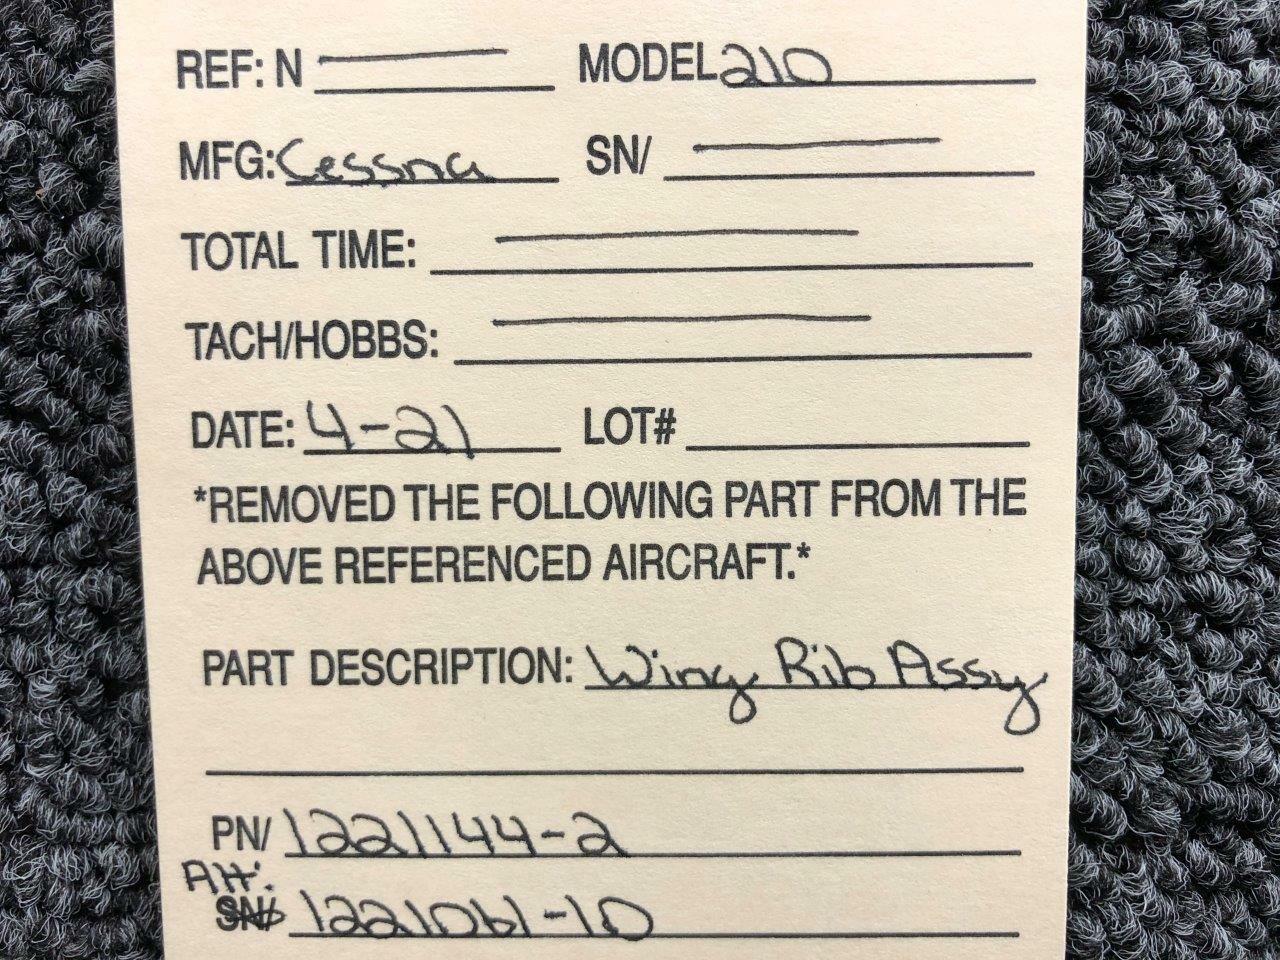 REF: N MODEL 210
MFG: Cessna SN/
TOTAL TIME:
TACH/HOBBS:
DATE: 4-21 LOT#
*REMOVED THE FOLLOWING PART FROM THE
ABOVE REFERENCED AIRCRAFT.*
PART DESCRIPTION: Wing Rib Assy
PN/ 1221144-2
Alt:
SN/ 1221061-10